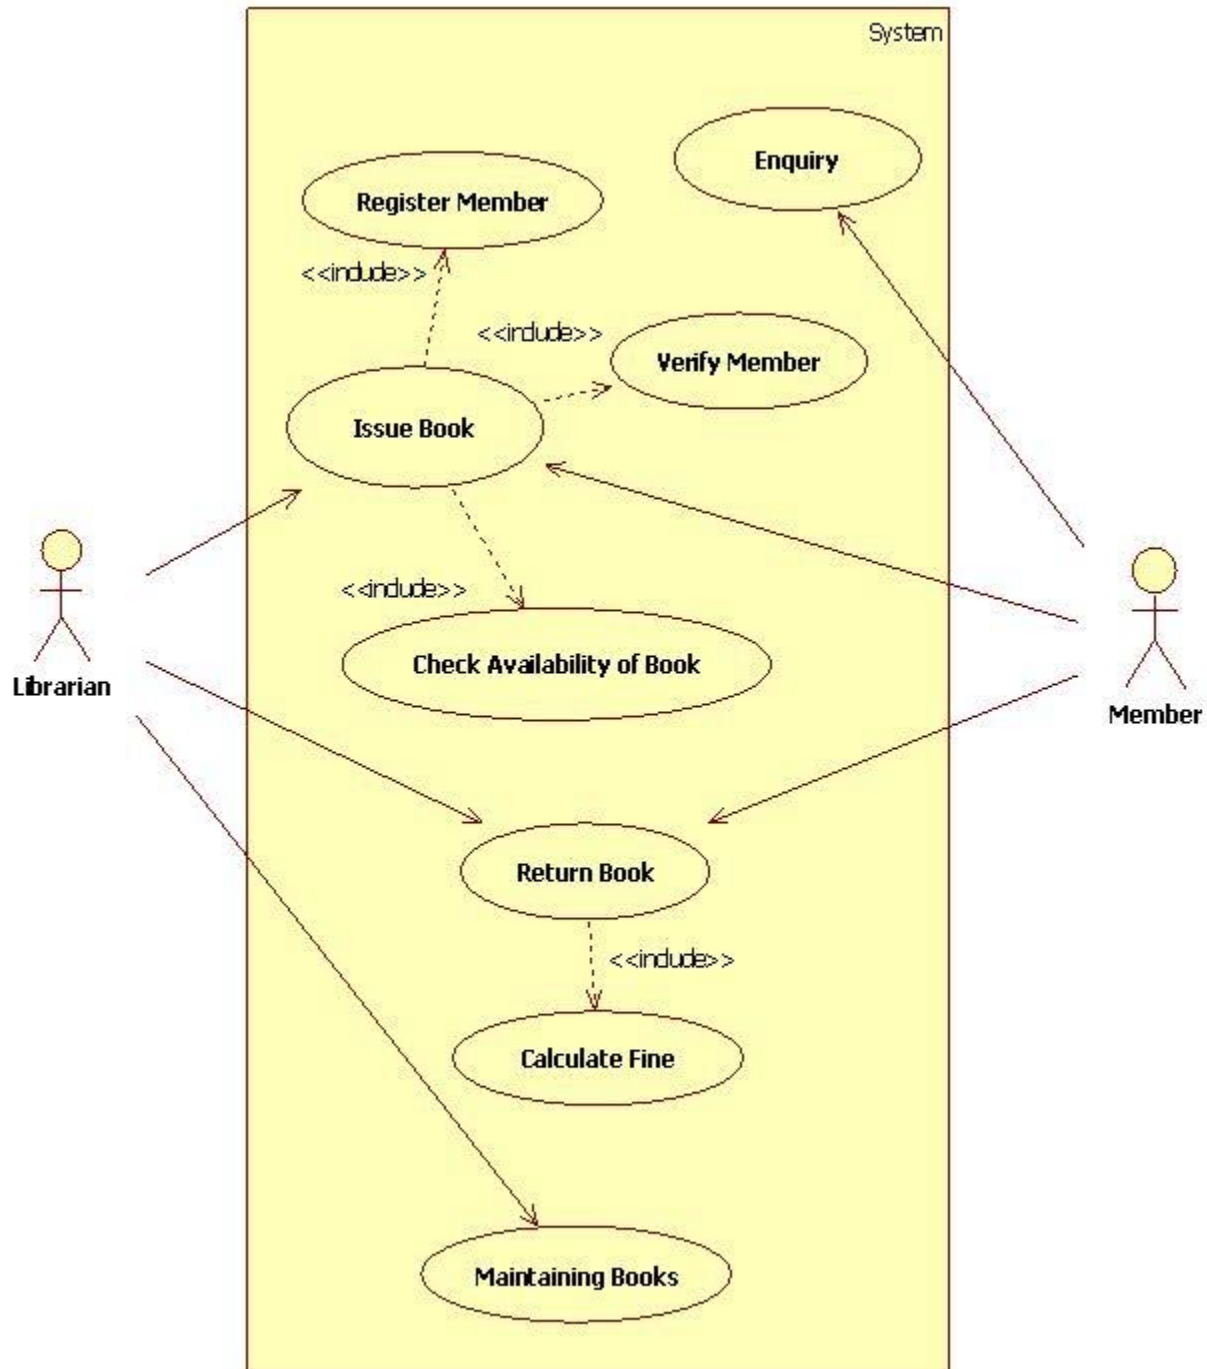 System
Enquiry
Register Member
<<include>>
<<include>>
Verify Member
Issue Book
<<include>>
Check Availability of Book
Librarian
Member
Return Book
<<include>>
Calculate Fine
Maintaining Books